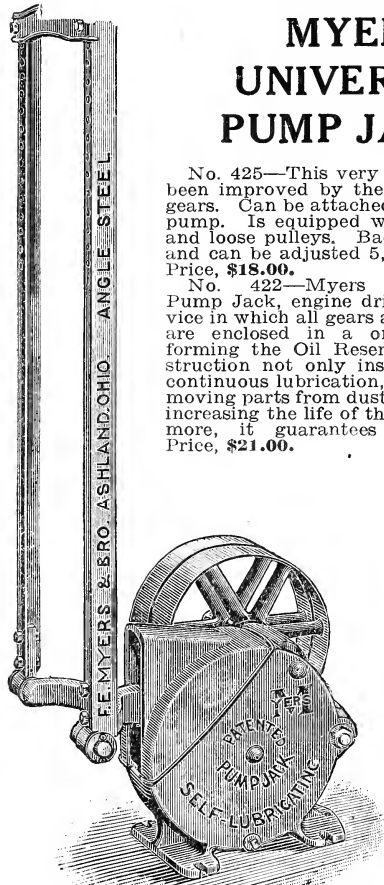 MYE
UNIVER
PUMP JA
No. 425—This very
been improved by the
gears. Can be attached
pump. Is equipped w
and loose pulleys. Ba
and can be adjusted 5,
Price, $18.00.
No. 422—Myers
Pump Jack, engine dri
vice in which all gears a
are enclosed in a or
forming the Oil Reser
struction not only ins
continuous lubrication,
moving parts from dust
increasing the life of th
more, it guarantees
Price, $21.00.
F.E. MYERS & BRO. ASHLAND, OHIO. ANGLE STEEL
MYERS
PATENTED
PUMP JACK
SELF-LUBRICATING